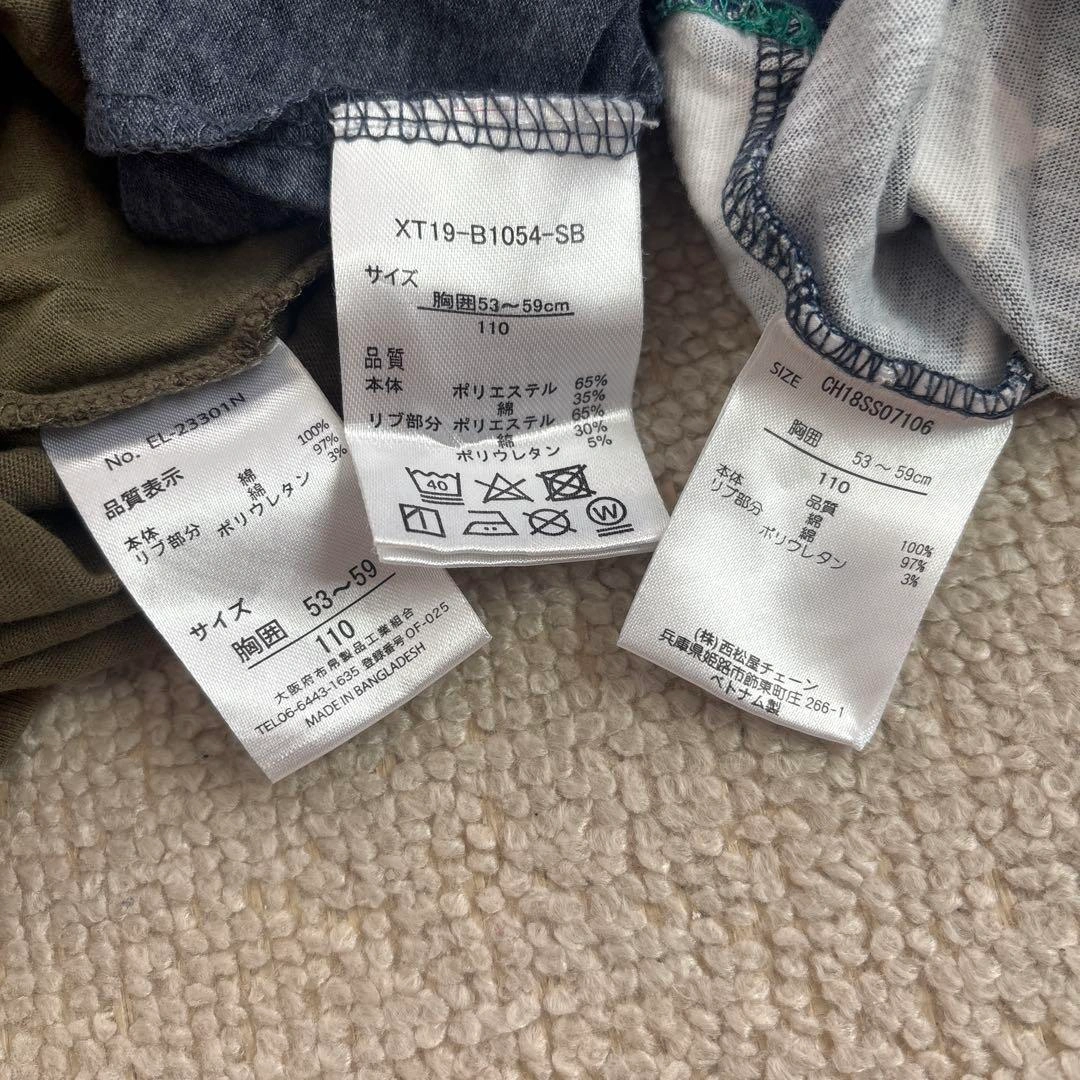 No. EL-23301N
品質表示
本体 綿 100%
リブ部分 綿 97%
ポリウレタン 3%
サイズ
胸囲 53〜59
110
大阪府布帛製品工業組合
TEL06-6443-1635 登録番号OF-025
MADE IN BANGLADESH
XT19-B1054-SB
サイズ
胸囲53〜59cm
110
品質
本体 ポリエステル 65%
綿 35%
リブ部分 ポリエステル 65%
綿 30%
ポリウレタン 5%
40
W
SIZE CH18SS07106
胸囲 53〜59cm
110
品質
本体 綿 100%
リブ部分 綿 97%
ポリウレタン 3%
(株)西松屋チェーン
兵庫県姫路市飾東町庄 266-1
ベトナム製